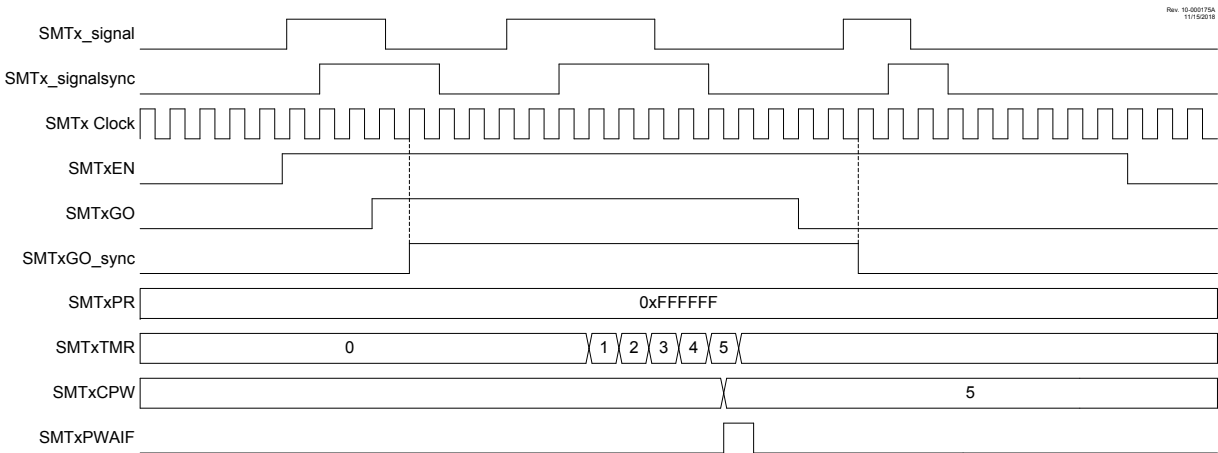 Rev. 10-000175A
11/15/2018
SMTx_signal
SMTx_signalsync
SMTx Clock
SMTxEN
SMTxGO
SMTxGO_sync
SMTxPR 0xFFFFFF
SMTxTMR 0 1 2 3 4 5
SMTxCPW 5
SMTxPWAIF